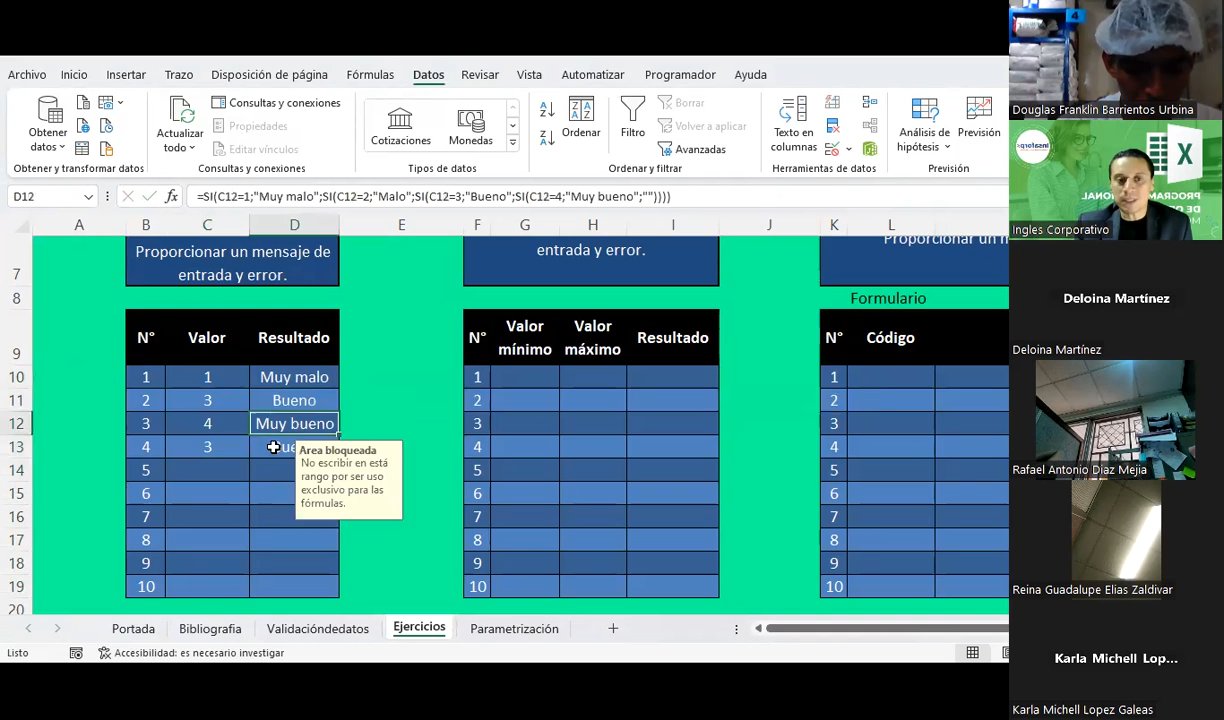 Archivo Inicio Insertar Trazo Disposición de página Fórmulas Datos Revisar Vista Automatizar Programador Ayuda
Obtener datos
Obtener y transformar datos
Actualizar todo
Consultas y conexiones
Propiedades
Editar vínculos
Consultas y conexiones
Cotizaciones
Monedas
Tipos de datos
Ordenar
Filtro
Borrar
Volver a aplicar
Avanzadas
Ordenar y filtrar
Texto en columnas
Herramientas de datos
Análisis de hipótesis
Previsión
Previsión
D12 fx =SI(C12=1;"Muy malo";SI(C12=2;"Malo";SI(C12=3;"Bueno";SI(C12=4;"Muy bueno";""))))
A B C D E F G H I J K L
7 Proporcionar un mensaje de
entrada y error.
entrada y error.
Proporcionar un m
8 Formulario
9 N° Valor Resultado N° Valor mínimo Valor máximo Resultado N° Código
10 1 1 Muy malo 1 1
11 2 3 Bueno 2 2
12 3 4 Muy bueno 3 3
13 4 3 4 4
14 5 5 5
15 6 6 6
16 7 7 7
17 8 8 8
18 9 9 9
19 10 10 10
20
Area bloqueada
No escribir en está
rango por ser uso
exclusivo para las
fórmulas.
Portada Bibliografia Validacióndedatos Ejercicios Parametrización
Listo Accesibilidad: es necesario investigar
4
Douglas Franklin Barrientos Urbina
X
Ingles Corporativo
Deloina Martínez
Deloina Martínez
Rafael Antonio Diaz Mejia
Reina Guadalupe Elias Zaldivar
Karla Michell Lop...
Karla Michell Lopez Galeas